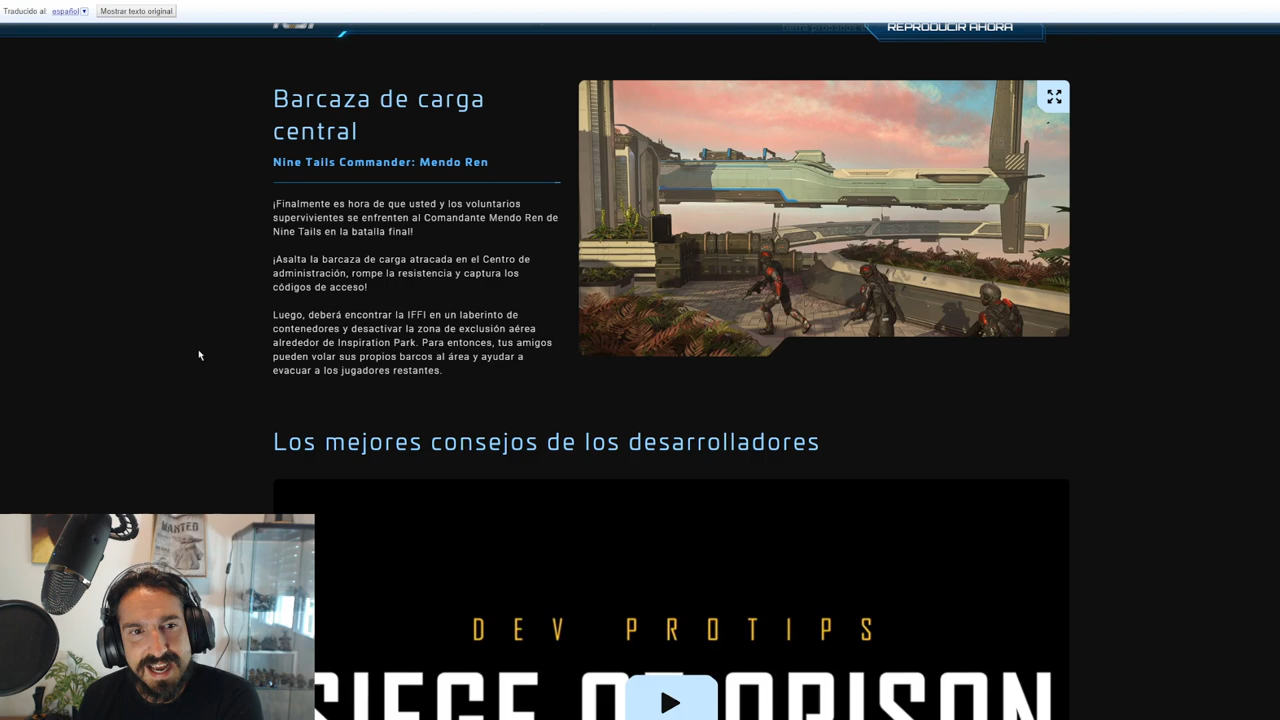 Traducido al: español Mostrar texto original
REPRODUCIR AHORA
Barcaza de carga
central
Nine Tails Commander: Mendo Ren
¡Finalmente es hora de que usted y los voluntarios
supervivientes se enfrenten al Comandante Mendo Ren de
Nine Tails en la batalla final!
¡Asalta la barcaza de carga atracada en el Centro de
administración, rompe la resistencia y captura los
códigos de acceso!
Luego, deberá encontrar la IFFI en un laberinto de
contenedores y desactivar la zona de exclusión aérea
alrededor de Inspiration Park. Para entonces, tus amigos
pueden volar sus propios barcos al área y ayudar a
evacuar a los jugadores restantes.
Los mejores consejos de los desarrolladores
DEV PROTIPS
SIEGE OF ORISON
WANTED